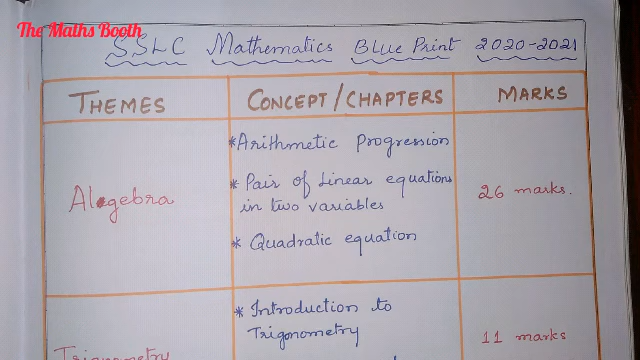 The Maths Booth
SSLC Mathematics Blue Print 2020-2021
THEMES CONCEPT/CHAPTERS MARKS
Algebra
*Arithmetic Progression
* Pair of Linear equations
in two variables
* Quadratic equation
26 marks.
Trigonometry
* Introduction to
Trigonometry
11 marks